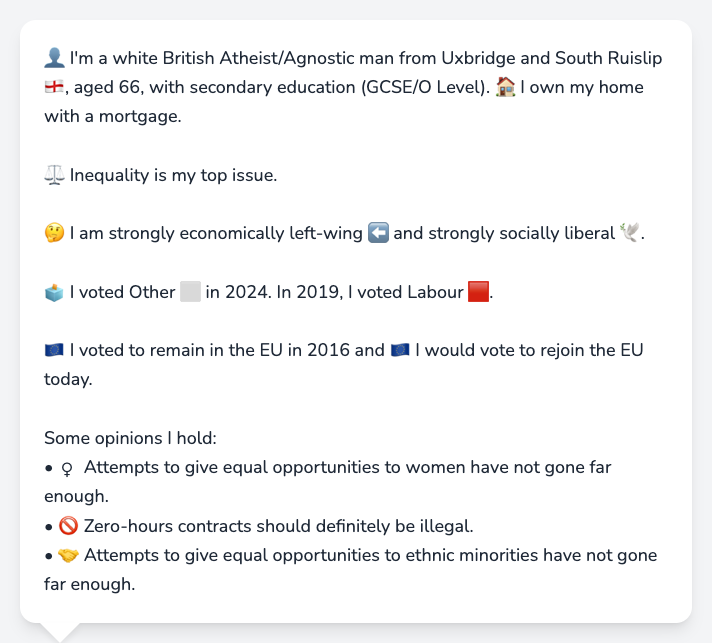 👤 I'm a white British Atheist/Agnostic man from Uxbridge and South Ruislip
🏴󠁧󠁢󠁥󠁮󠁧󠁿, aged 66, with secondary education (GCSE/O Level). 🏠 I own my home
with a mortgage.
⚖️ Inequality is my top issue.
🤔 I am strongly economically left-wing ⬅️ and strongly socially liberal 🕊️.
🗳️ I voted Other ⬜ in 2024. In 2019, I voted Labour 🟥.
🇪🇺 I voted to remain in the EU in 2016 and 🇪🇺 I would vote to rejoin the EU
today.
Some opinions I hold:
• ♀️ Attempts to give equal opportunities to women have not gone far
enough.
• 🚫 Zero-hours contracts should definitely be illegal.
• 🤝 Attempts to give equal opportunities to ethnic minorities have not gone
far enough.